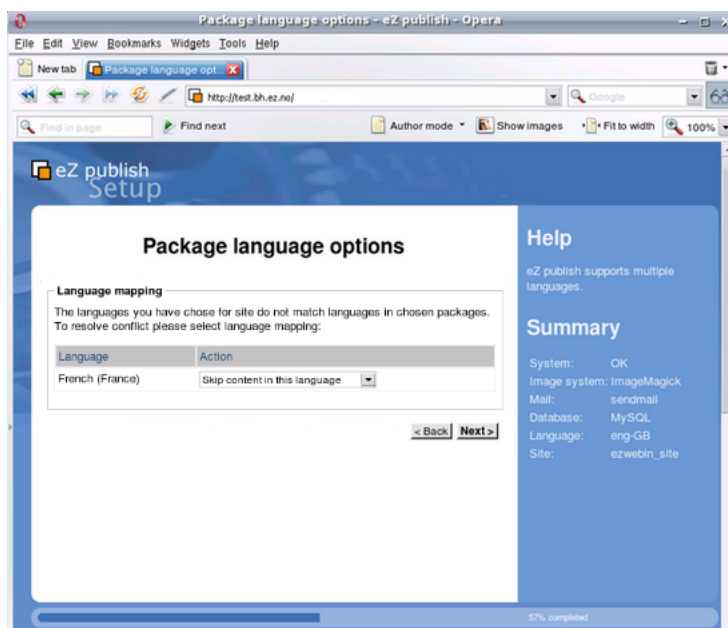 Package language options - eZ publish - Opera
File Edit View Bookmarks Widgets Tools Help
New tab Package language opt...
http://test.bh.ez.no/ Google
Find in page Find next Author mode Show images Fit to width 100%
eZ publish
Setup
Package language options
Language mapping
The languages you have chose for site do not match languages in chosen packages.
To resolve conflict please select language mapping:
Language Action
French (France) Skip content in this language
< Back Next >
Help
eZ publish supports multiple
languages.
Summary
System: OK
Image system: ImageMagick
Mail: sendmail
Database: MySQL
Language: eng-GB
Site: ezwebin_site
57% completed